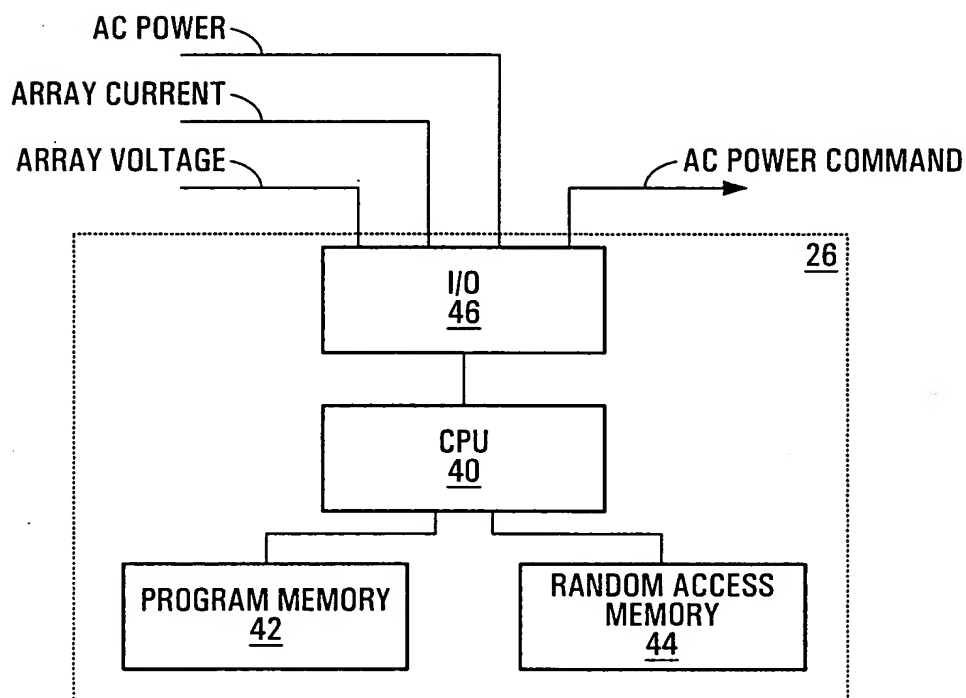 AC POWER
ARRAY CURRENT
ARRAY VOLTAGE
AC POWER COMMAND
26
I/O
46
CPU
40
PROGRAM MEMORY
42
RANDOM ACCESS
MEMORY
44